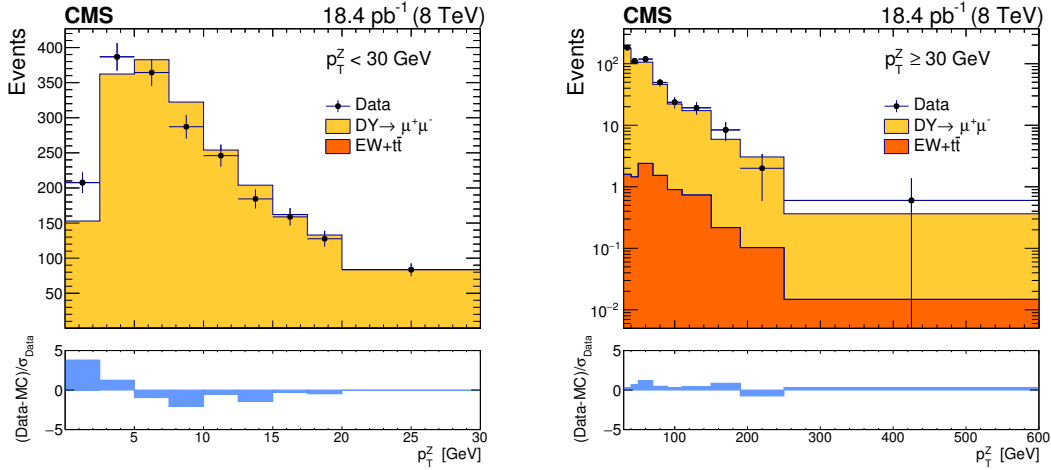 CMS 18.4 pb⁻¹ (8 TeV)
Events
p_T^Z < 30 GeV
Data
DY→ μ⁺μ⁻
EW+tt̄
400
350
300
250
200
150
100
50
(Data-MC)/σ_Data
5
0
−5
5 10 15 20 25 30
p_T^Z [GeV]
CMS 18.4 pb⁻¹ (8 TeV)
Events
p_T^Z ≥ 30 GeV
Data
DY→ μ⁺μ⁻
EW+tt̄
10²
10
1
10⁻¹
10⁻²
(Data-MC)/σ_Data
5
0
−5
100 200 300 400 500 600
p_T^Z [GeV]